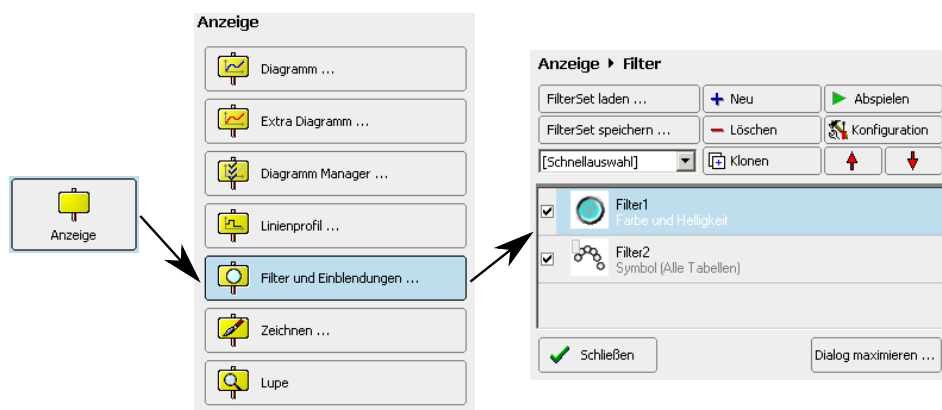 Anzeige
Anzeige
Diagramm ...
Extra Diagramm ...
Diagramm Manager ...
Linienprofil ...
Filter und Einblendungen ...
Zeichnen ...
Lupe
Anzeige ▸ Filter
FilterSet laden ...
Neu
Abspielen
FilterSet speichern ...
Löschen
Konfiguration
[Schnellauswahl]
Klonen
Filter1
Farbe und Helligkeit
Filter2
Symbol (Alle Tabellen)
Schließen
Dialog maximieren ...